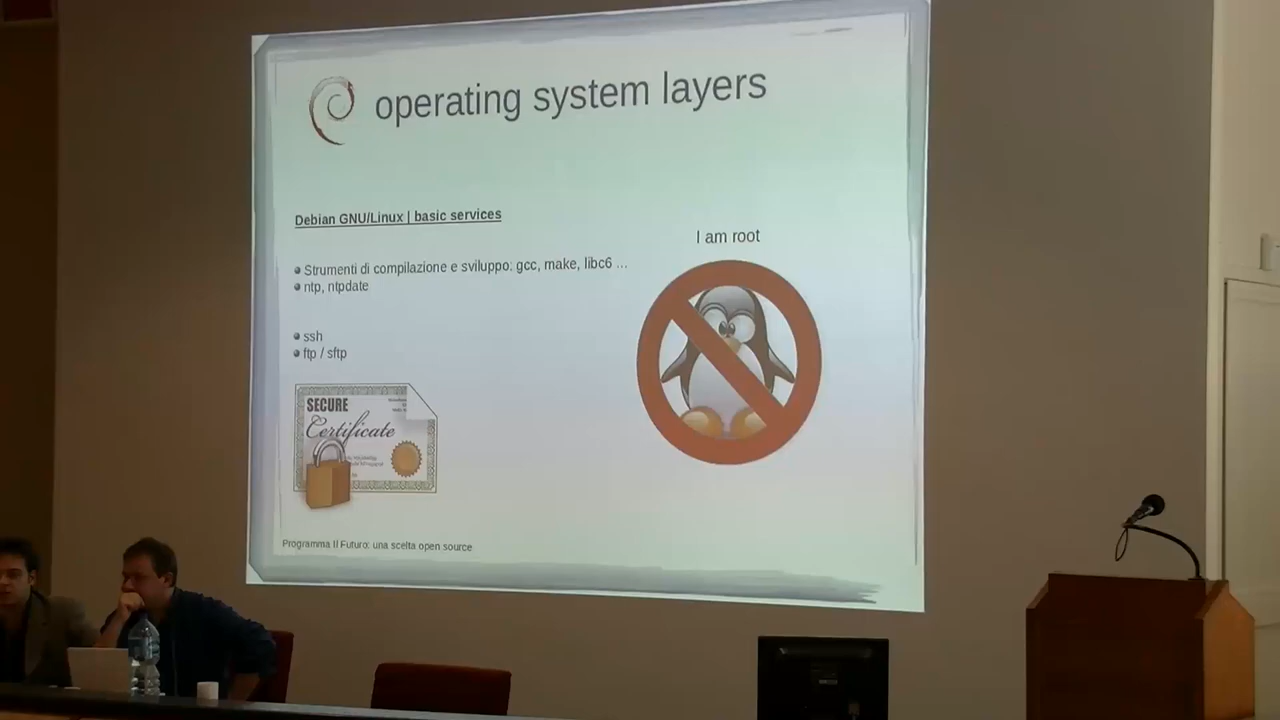 operating system layers
Debian GNU/Linux | basic services
I am root
Strumenti di compilazione e sviluppo: gcc, make, libc6 ...
ntp, ntpdate
ssh
ftp / sftp
SECURE
Certificate
Programma Il Futuro: una scelta open source